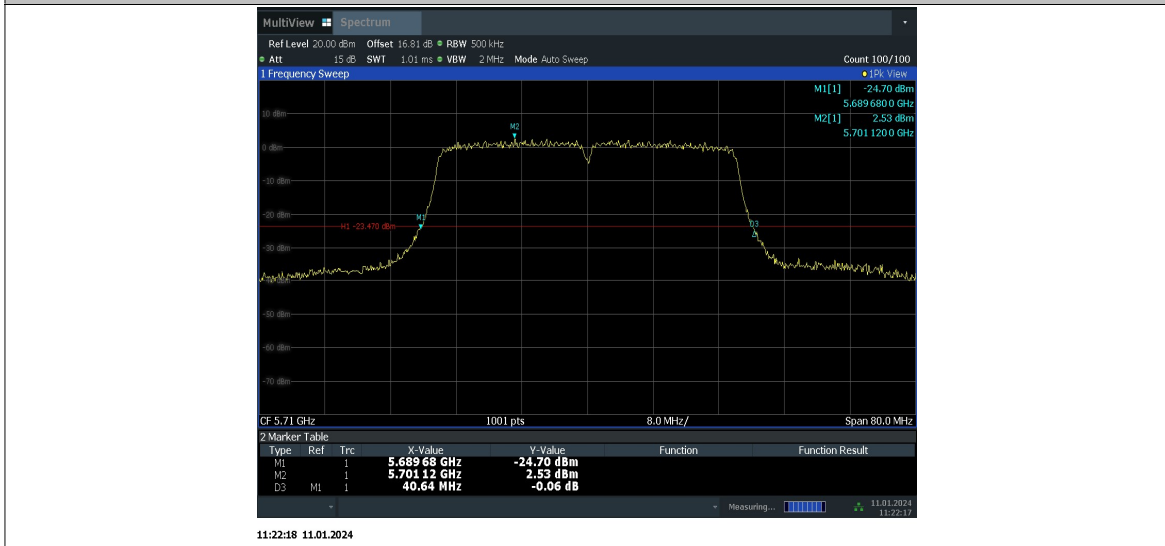 MultiView Spectrum
Ref Level 20.00 dBm Offset 16.81 dB RBW 500 kHz
Att 15 dB SWT 1.01 ms VBW 2 MHz Mode Auto Sweep Count 100/100
1 Frequency Sweep 1Pk View
M1[1] -24.70 dBm
5.689 680 0 GHz
M2[1] 2.53 dBm
5.701 120 0 GHz
10 dBm
M2
0 dBm
-10 dBm
-20 dBm
M1
D3
H1 -23.470 dBm
-30 dBm
-40 dBm
-50 dBm
-60 dBm
-70 dBm
CF 5.71 GHz 1001 pts 8.0 MHz/ Span 80.0 MHz
2 Marker Table
Type Ref Trc X-Value Y-Value Function Function Result
M1 1 5.689 68 GHz -24.70 dBm
M2 1 5.701 12 GHz 2.53 dBm
D3 M1 1 40.64 MHz -0.06 dB
Measuring... 11.01.2024
11:22:17
11:22:18 11.01.2024